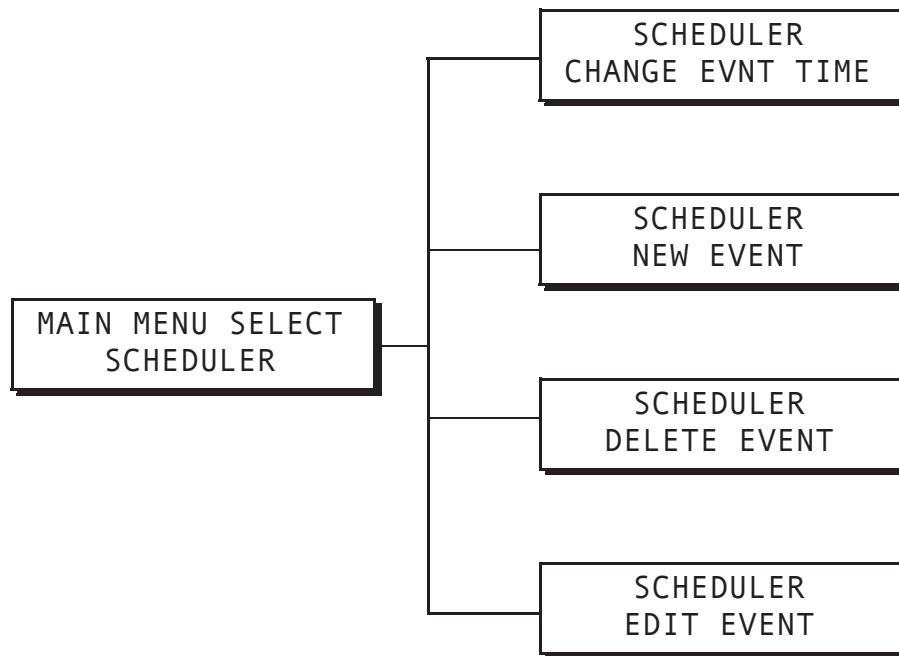 SCHEDULER
CHANGE EVNT TIME
SCHEDULER
NEW EVENT
MAIN MENU SELECT
SCHEDULER
SCHEDULER
DELETE EVENT
SCHEDULER
EDIT EVENT